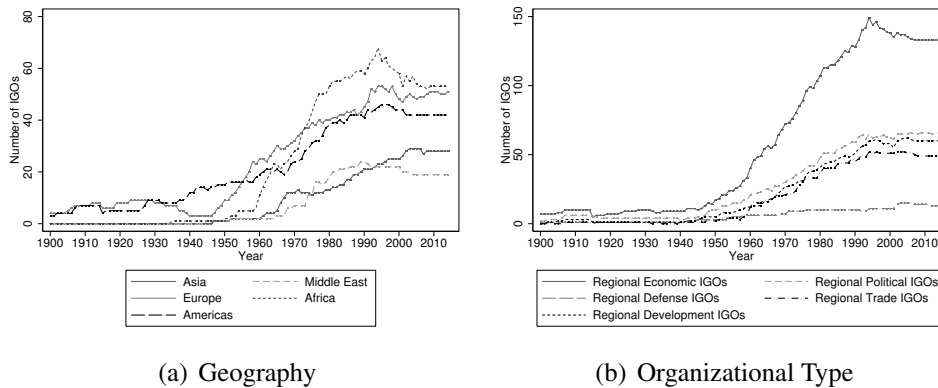 80
60
40
20
0
Number of IGOs
1900 1910 1920 1930 1940 1950 1960 1970 1980 1990 2000 2010
Year
Asia Middle East
Europe Africa
Americas
(a) Geography
150
100
50
0
Number of IGOs
1900 1910 1920 1930 1940 1950 1960 1970 1980 1990 2000 2010
Year
Regional Economic IGOs Regional Political IGOs
Regional Defense IGOs Regional Trade IGOs
Regional Development IGOs
(b) Organizational Type